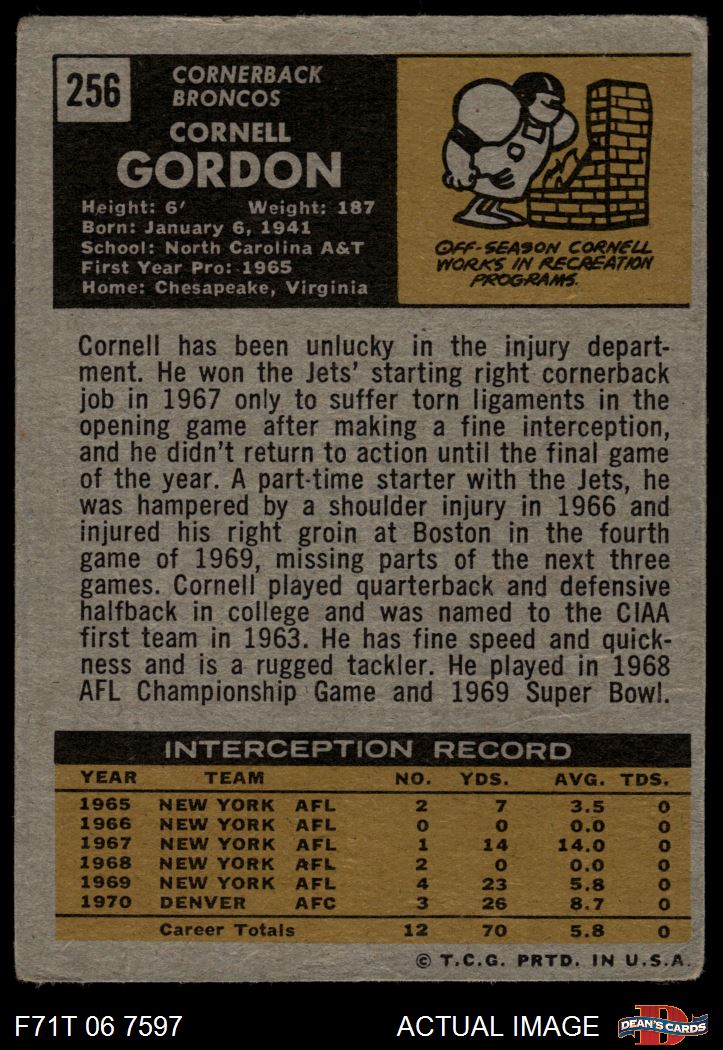 256
CORNERBACK
BRONCOS
CORNELL
GORDON
Height: 6′ Weight: 187
Born: January 6, 1941
School: North Carolina A&T
First Year Pro: 1965
Home: Chesapeake, Virginia
OFF-SEASON CORNELL
WORKS IN RECREATION
PROGRAMS.
Cornell has been unlucky in the injury depart-
ment. He won the Jets’ starting right cornerback
job in 1967 only to suffer torn ligaments in the
opening game after making a fine interception,
and he didn’t return to action until the final game
of the year. A part-time starter with the Jets, he
was hampered by a shoulder injury in 1966 and
injured his right groin at Boston in the fourth
game of 1969, missing parts of the next three
games. Cornell played quarterback and defensive
halfback in college and was named to the CIAA
first team in 1963. He has fine speed and quick-
ness and is a rugged tackler. He played in 1968
AFL Championship Game and 1969 Super Bowl.
INTERCEPTION RECORD
YEAR TEAM NO. YDS. AVG. TDS.
1965 NEW YORK AFL 2 7 3.5 0
1966 NEW YORK AFL 0 0 0.0 0
1967 NEW YORK AFL 1 14 14.0 0
1968 NEW YORK AFL 2 0 0.0 0
1969 NEW YORK AFL 4 23 5.8 0
1970 DENVER AFC 3 26 8.7 0
Career Totals 12 70 5.8 0
© T.C.G. PRTD. IN U.S.A.
F71T 06 7597 ACTUAL IMAGE D DEAN'S CARDS